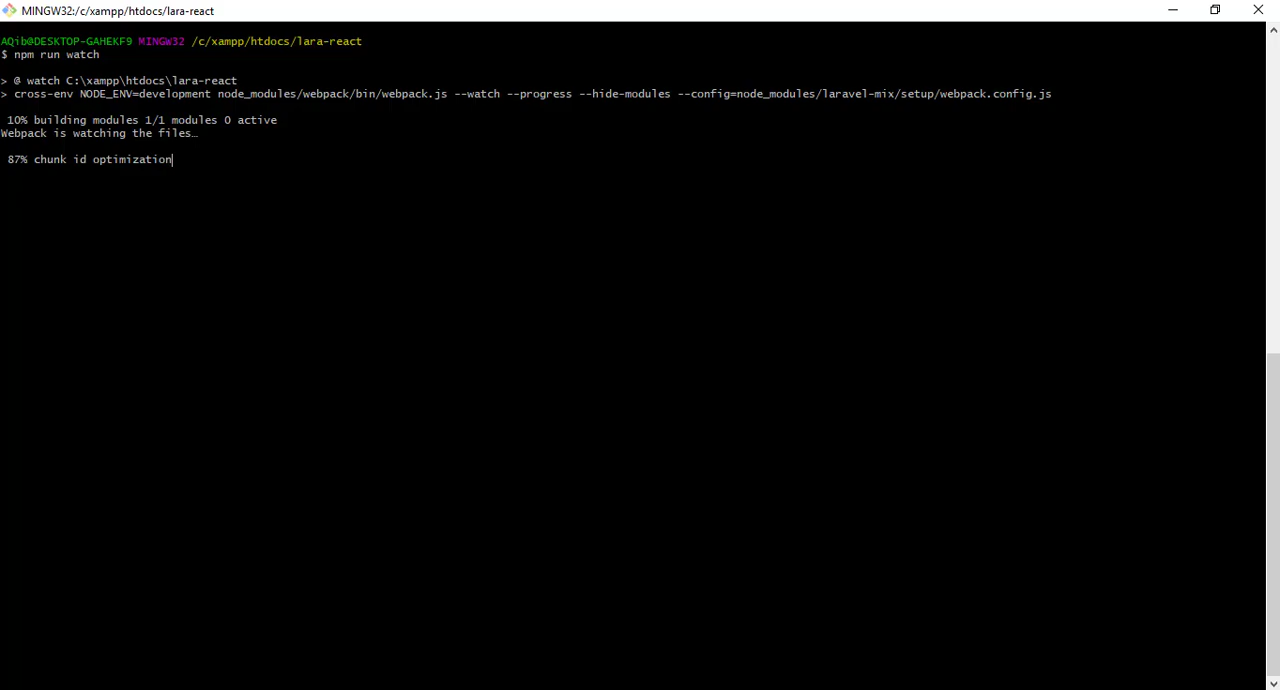 MINGW32:/c/xampp/htdocs/lara-react
AQib@DESKTOP-GAHEKF9 MINGW32 /c/xampp/htdocs/lara-react
$ npm run watch
> @ watch C:\xampp\htdocs\lara-react
> cross-env NODE_ENV=development node_modules/webpack/bin/webpack.js --watch --progress --hide-modules --config=node_modules/laravel-mix/setup/webpack.config.js
10% building modules 1/1 modules 0 active
Webpack is watching the files…
87% chunk id optimization